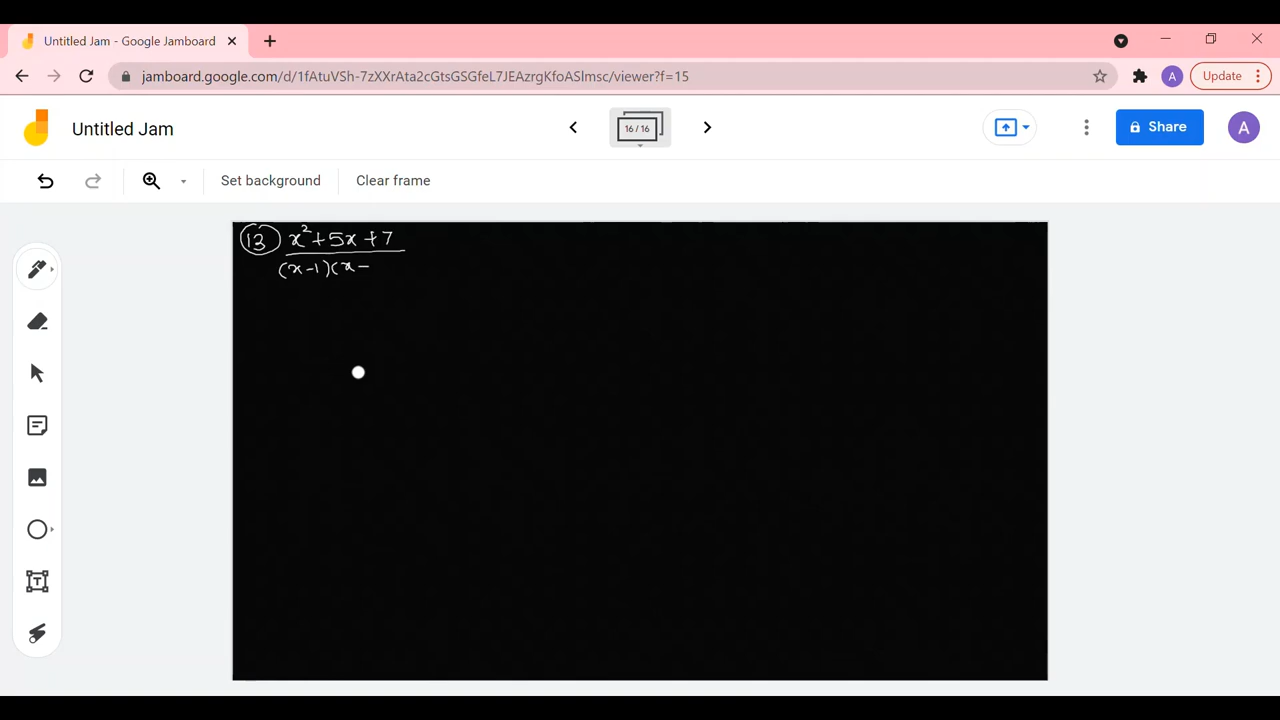 Untitled Jam - Google Jamboard
jamboard.google.com/d/1fAtuVSh-7zXXrAta2cGtsGSGfeL7JEAzrgKfoASlmsc/viewer?f=15
A
Update
Untitled Jam
16 / 16
Share
A
Set background
Clear frame
13 x²+5x+7
(x-1)(x-
T